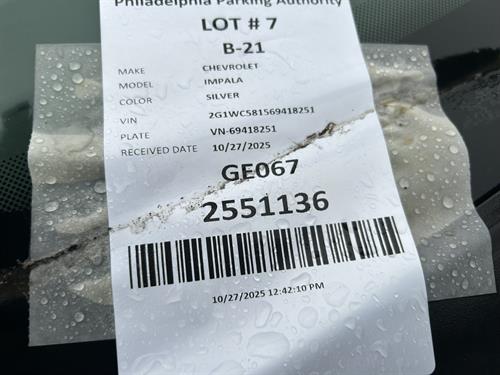 Philadelphia Parking Authority
LOT # 7
B-21
MAKE CHEVROLET
MODEL IMPALA
COLOR SILVER
VIN 2G1WC581569418251
PLATE VN-69418251
RECEIVED DATE 10/27/2025
GE067
2551136
10/27/2025 12:42:10 PM